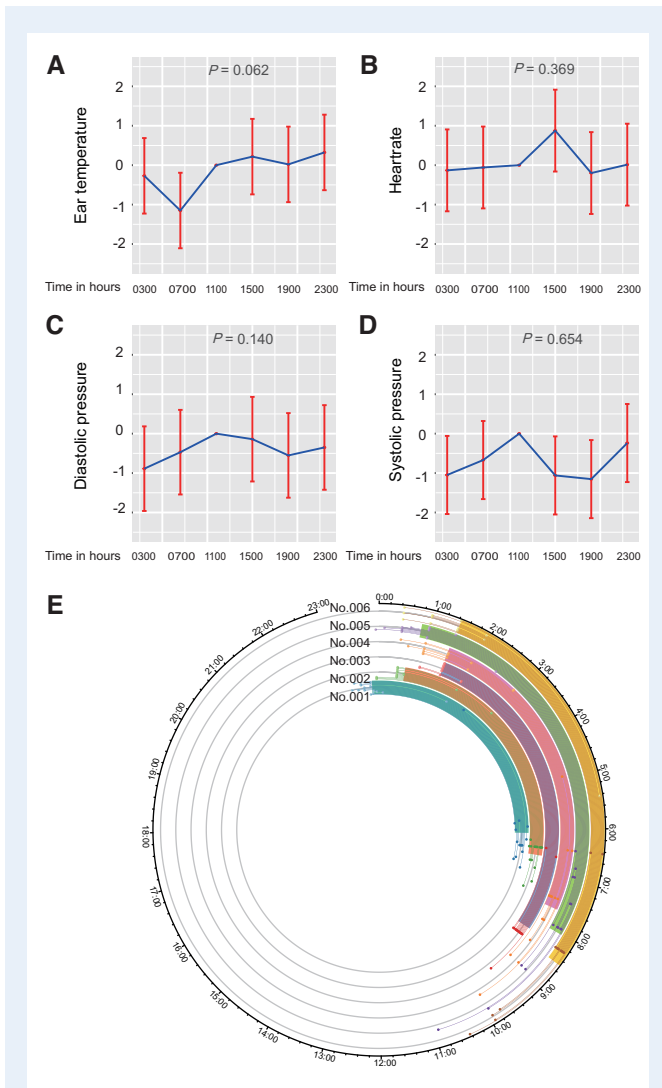 A
P = 0.062
Ear temperature
2
1
0
-1
-2
Time in hours 0300 0700 1100 1500 1900 2300
B
P = 0.369
Heartrate
2
1
0
-1
-2
0300 0700 1100 1500 1900 2300
C
P = 0.140
Diastolic pressure
2
1
0
-1
-2
Time in hours 0300 0700 1100 1500 1900 2300
D
P = 0.654
Systolic pressure
2
1
0
-1
-2
Time in hours 0300 0700 1100 1500 1900 2300
E
No.006
No.005
No.004
No.003
No.002
No.001
0:00
1:00
2:00
3:00
4:00
5:00
6:00
7:00
8:00
9:00
10:00
11:00
12:00
13:00
14:00
15:00
16:00
17:00
18:00
19:00
20:00
21:00
22:00
23:00